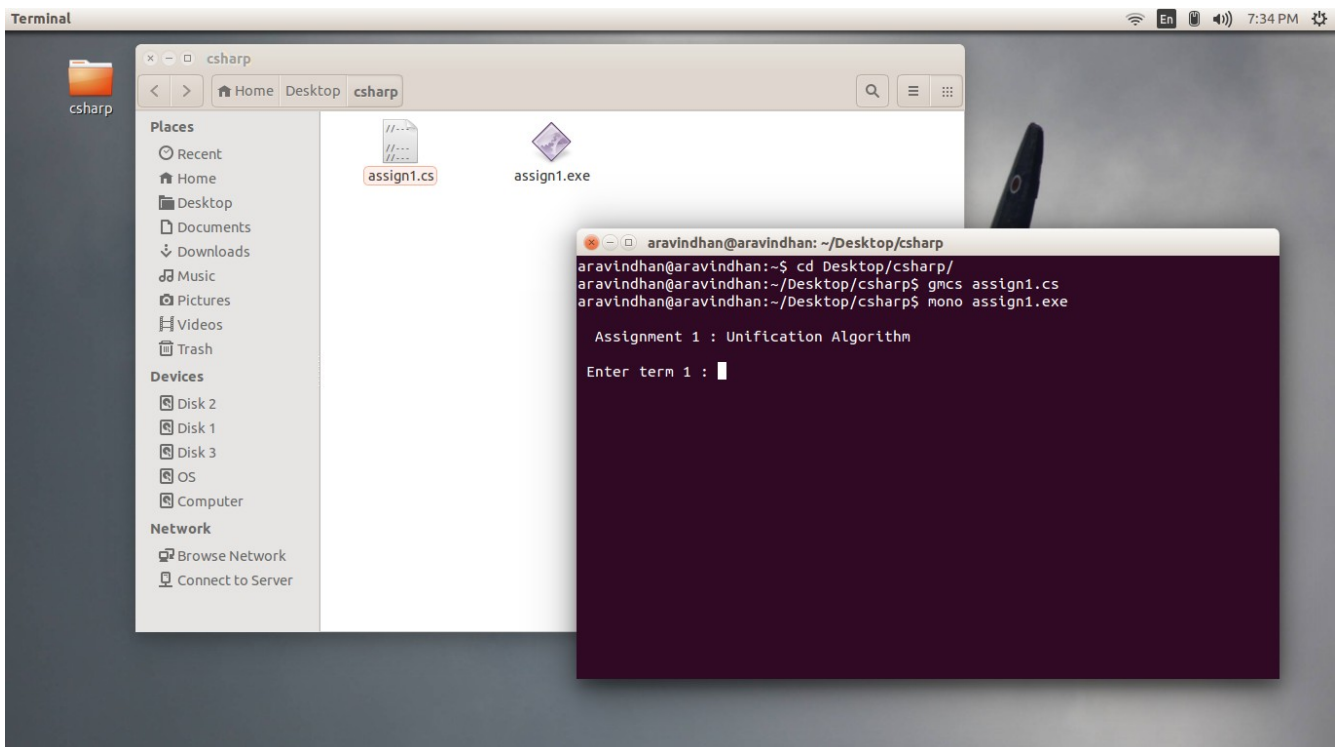 Terminal
En
7:34 PM
csharp
csharp
Home Desktop csharp
Places
Recent
Home
Desktop
Documents
Downloads
Music
Pictures
Videos
Trash
Devices
Disk 2
Disk 1
Disk 3
OS
Computer
Network
Browse Network
Connect to Server
//---
//---
//---
assign1.cs
assign1.exe
aravindhan@aravindhan: ~/Desktop/csharp
aravindhan@aravindhan:~$ cd Desktop/csharp/
aravindhan@aravindhan:~/Desktop/csharp$ gmcs assign1.cs
aravindhan@aravindhan:~/Desktop/csharp$ mono assign1.exe
Assignment 1 : Unification Algorithm
Enter term 1 :